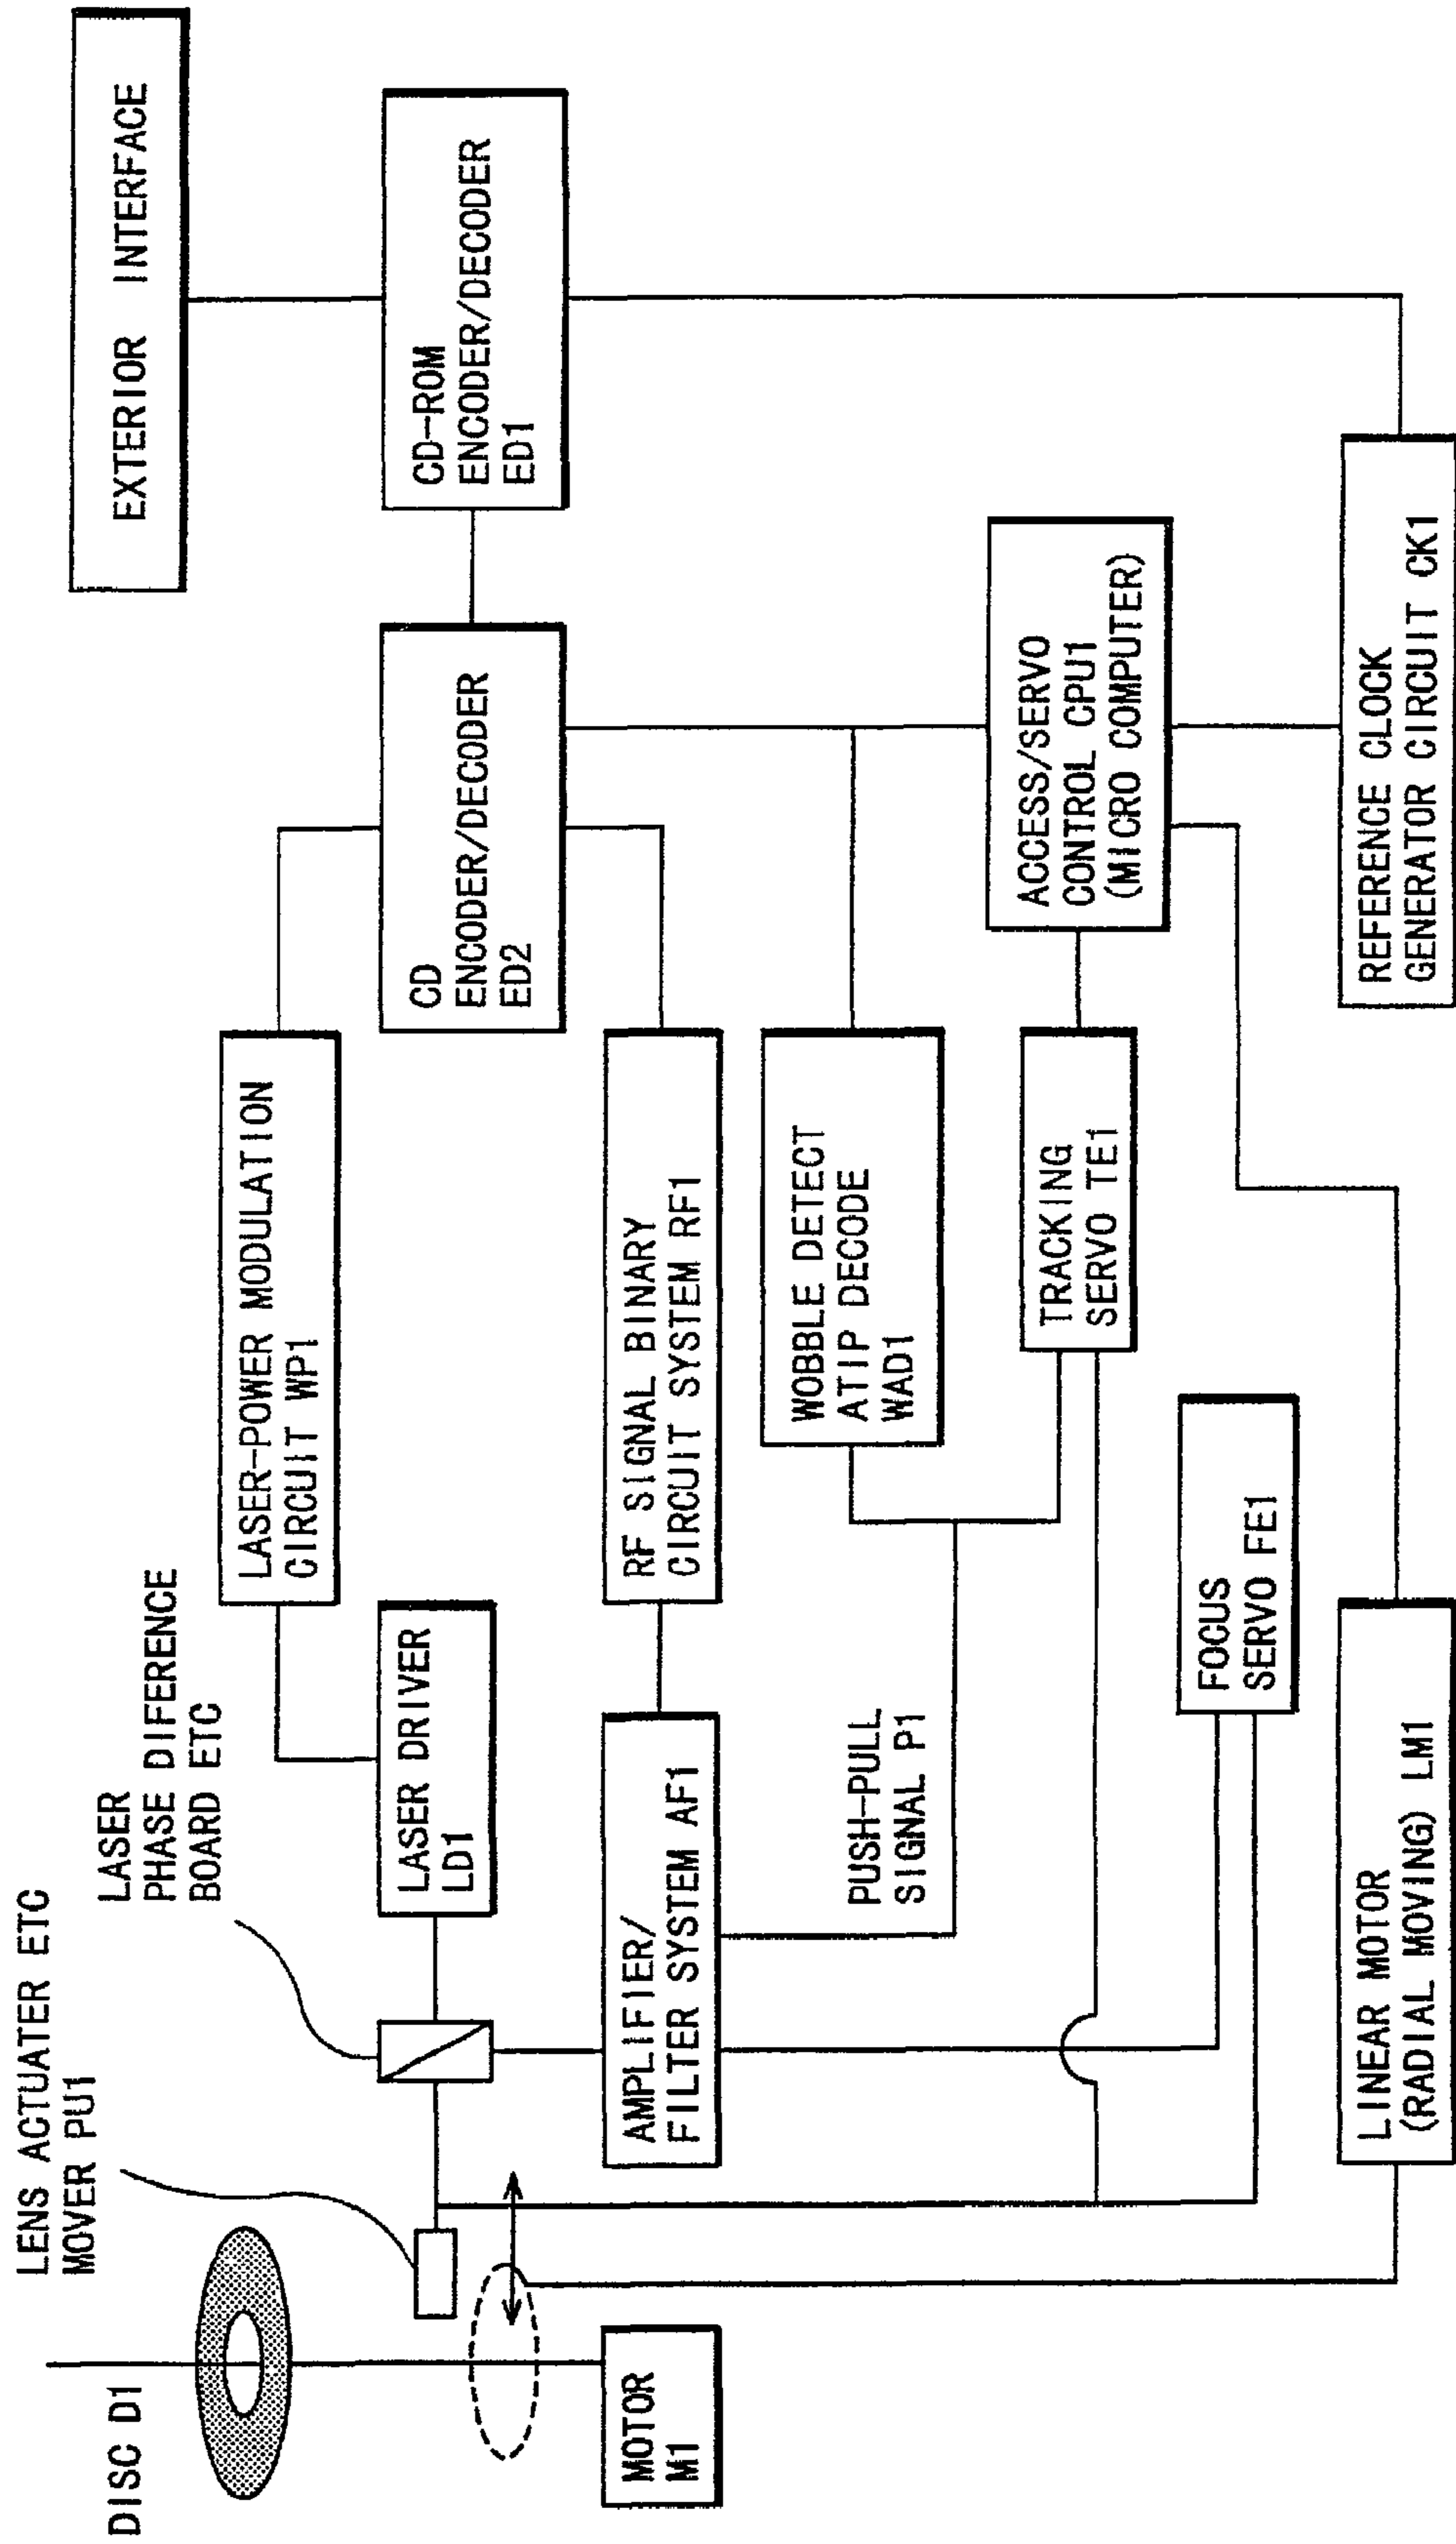 LENS ACTUATER ETC
MOVER PU1
DISC D1
LASER
PHASE DIFERENCE
BOARD ETC
LASER-POWER MODULATION
CIRCUIT WP1
EXTERIOR INTERFACE
LASER DRIVER
LD1
CD
ENCODER/DECODER
ED2
CD-ROM
ENCODER/DECODER
ED1
MOTOR
M1
AMPLIFIER/
FILTER SYSTEM AF1
RF SIGNAL BINARY
CIRCUIT SYSTEM RF1
PUSH-PULL
SIGNAL P1
WOBBLE DETECT
ATIP DECODE
WAD1
TRACKING
SERVO TE1
ACCESS/SERVO
CONTROL CPU1
(MICRO COMPUTER)
FOCUS
SERVO FE1
LINEAR MOTOR
(RADIAL MOVING) LM1
REFERENCE CLOCK
GENERATOR CIRCUIT CK1